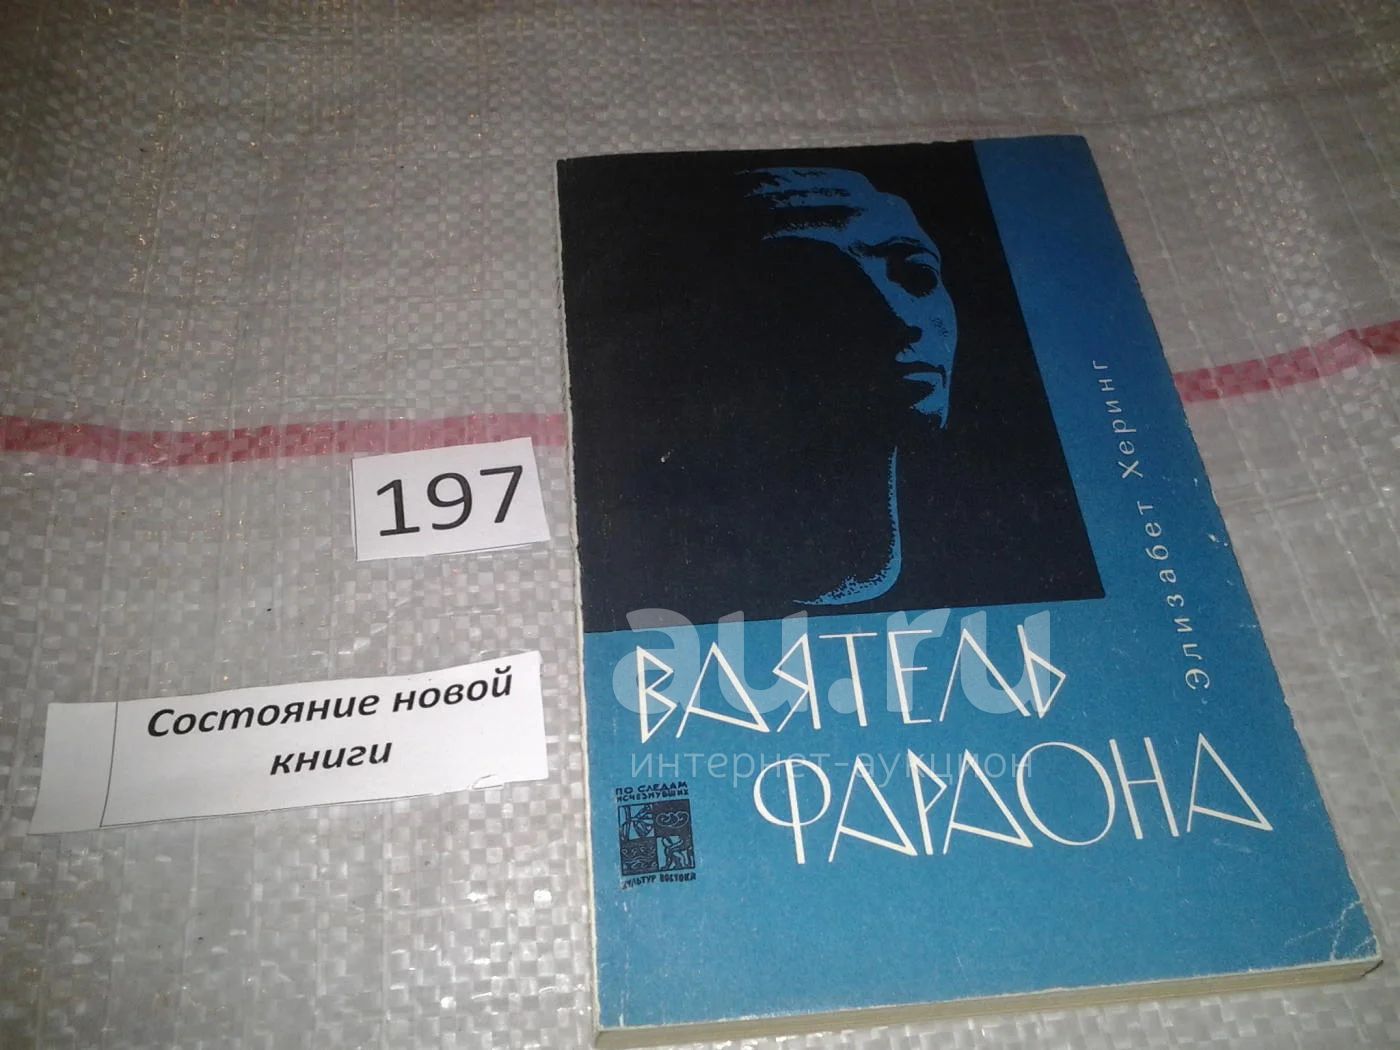 197
Состояние новой
книги
Элизабет Херинг
ВАЯТЕЛЬ
ФАРАОНА
ПО СЛЕДАМ
ИСЧЕЗНУВШИХ
КУЛЬТУР ВОСТОКА
au.ru
интернет-аукцион